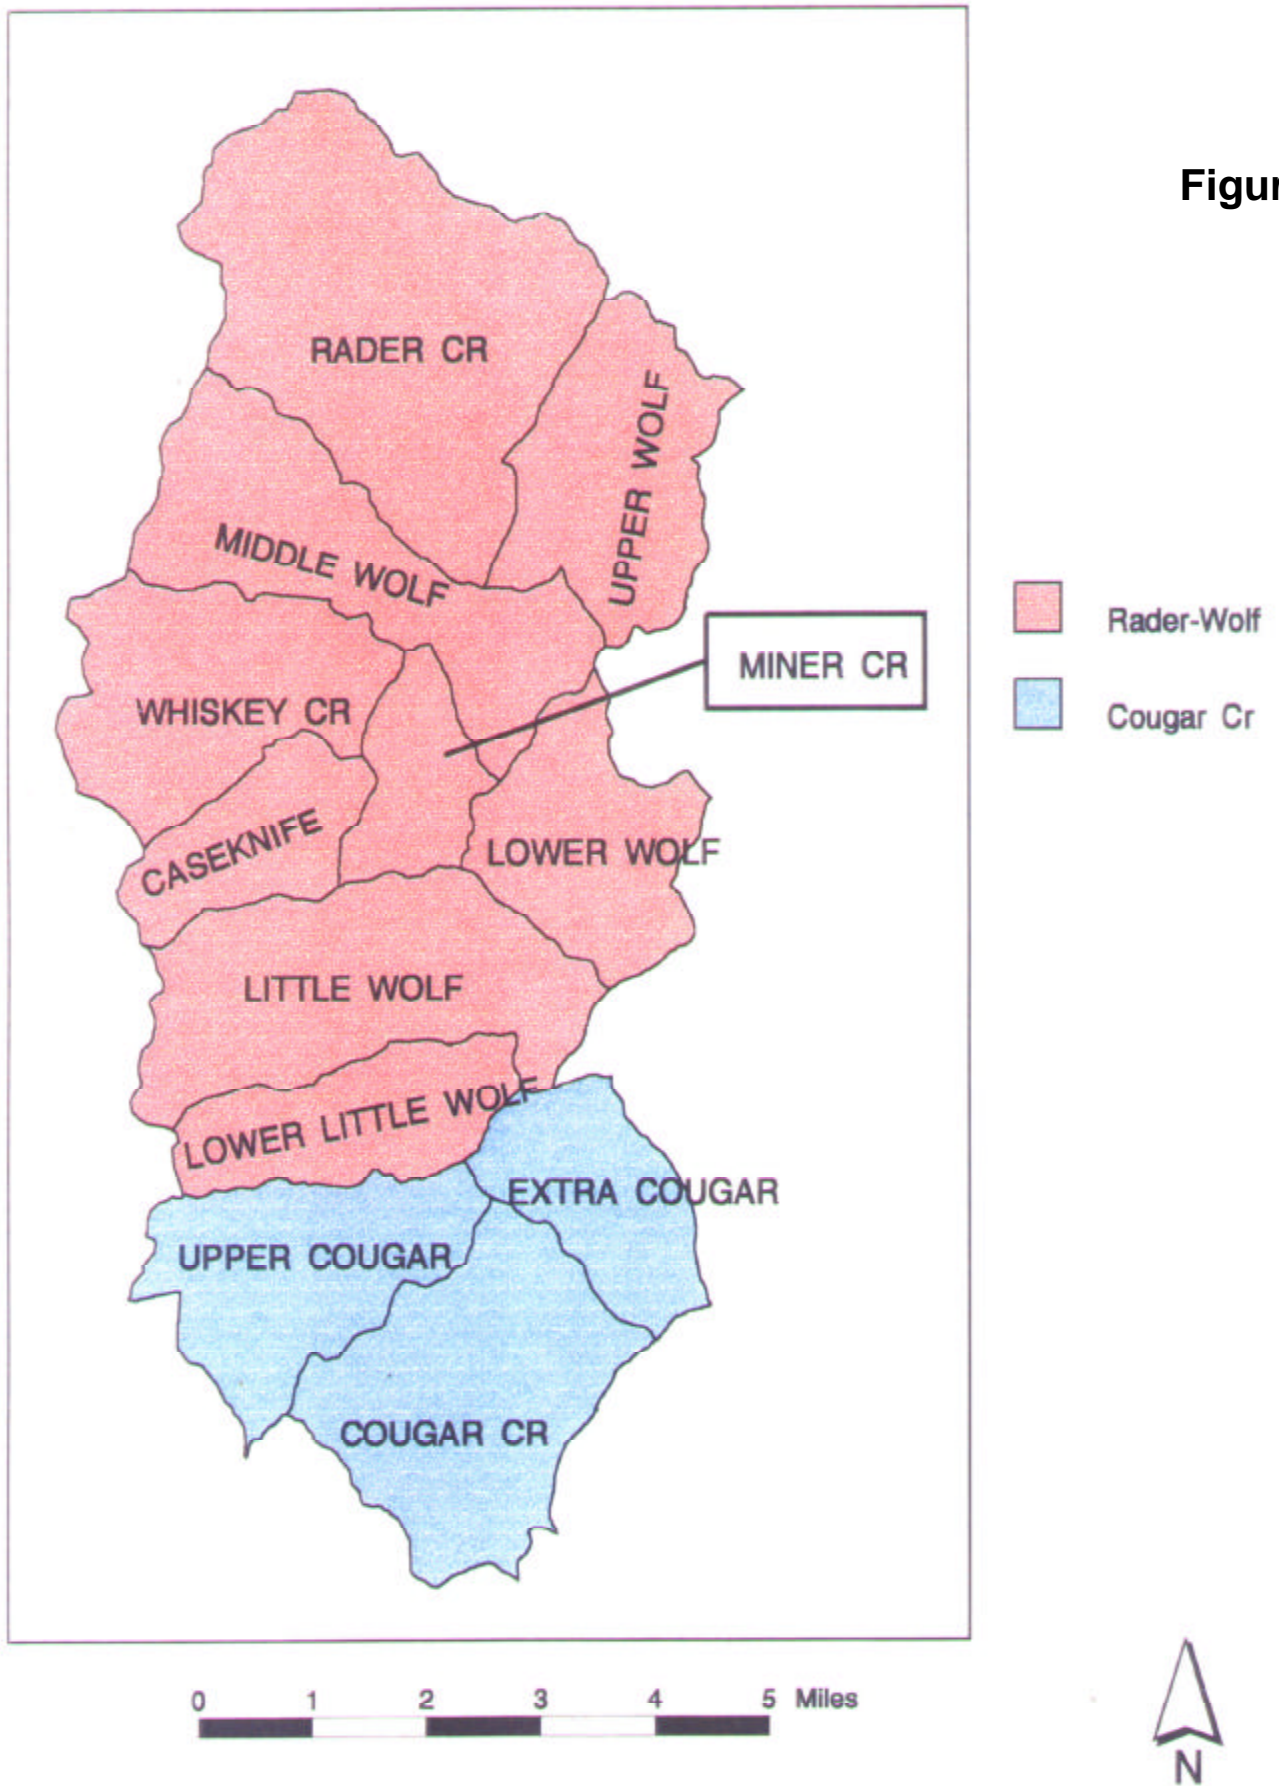 Figur
RADER CR
UPPER WOLF
MIDDLE WOLF
MINER CR
WHISKEY CR
CASEKNIFE
LOWER WOLF
LITTLE WOLF
LOWER LITTLE WOLF
EXTRA COUGAR
UPPER COUGAR
COUGAR CR
Rader-Wolf
Cougar Cr
0 1 2 3 4 5 Miles
N